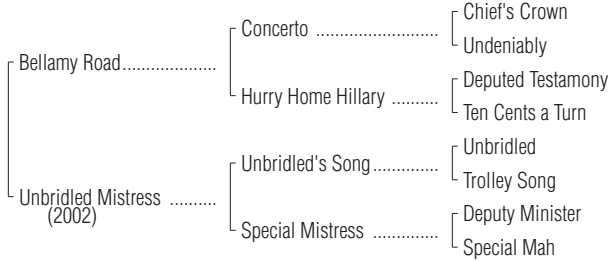 Chief's Crown
Concerto ..........................
Undeniably
Bellamy Road....................
Deputed Testamony
Hurry Home Hillary ..........
Ten Cents a Turn
Unbridled
Unbridled's Song..............
Trolley Song
Unbridled Mistress ..........
(2002)
Deputy Minister
Special Mistress ..............
Special Mah